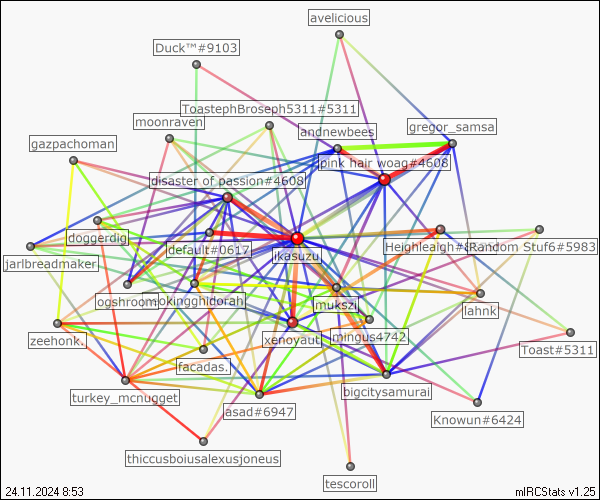 avelicious
Duck™#9103
ToastephBroseph5311#5311
moonraven
andnewbees
gregor_samsa
gazpachoman
pink hair woag#4608
disaster of passion#4608
doggerdig
default#0617
Heighleagh#
Random Stuf6#5983
jarlbreadmaker
ikasuzu
ogshroom
smokingghidorah
mukszi
lahnk
zeehonk.
xenoyaut
mingus4742
Toast#5311
facadas.
turkey_mcnugget
bigcitysamurai
asad#6947
Knowun#6424
thiccusboiusalexusjoneus
tescoroll
24.11.2024 8:53
mIRCStats v1.25